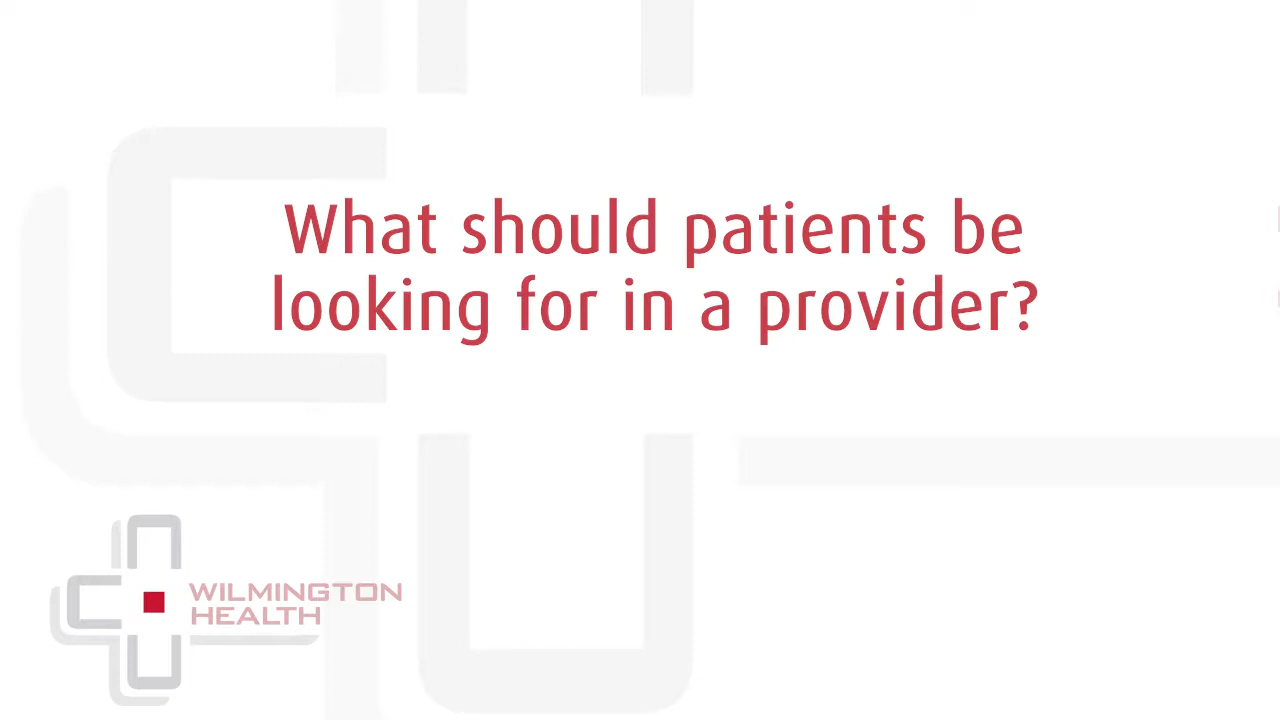 What should patients be
looking for in a provider?
WILMINGTON
HEALTH